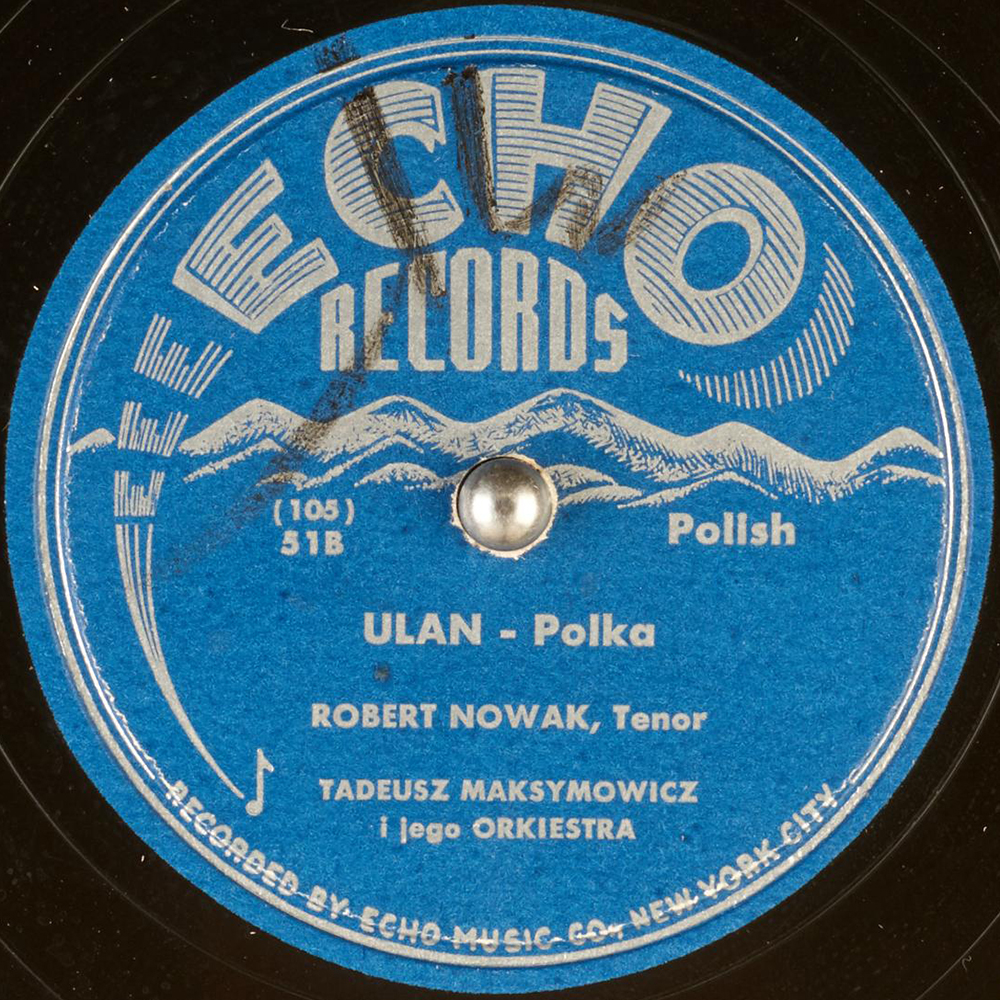 ECHO
RECORDS
(105)
51B
Polish
ULAN - Polka
ROBERT NOWAK, Tenor
TADEUSZ MAKSYMOWICZ
i jego ORKIESTRA
RECORDED BY ECHO MUSIC CO., NEW YORK CITY